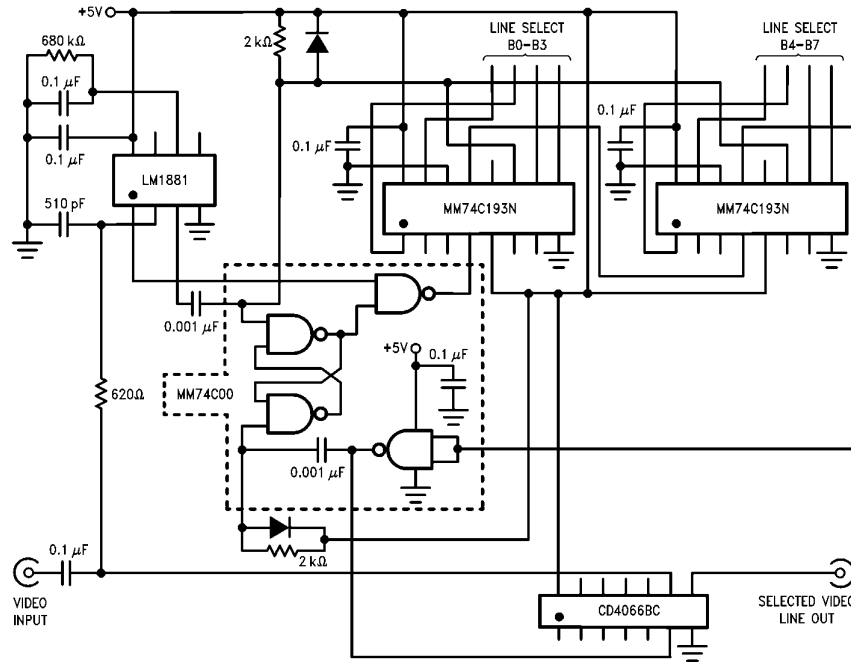 +5V
680 kΩ
0.1 μF
0.1 μF
510 pF
LM1881
2 kΩ
LINE SELECT
B0-B3
LINE SELECT
B4-B7
0.1 μF
0.1 μF
MM74C193N
MM74C193N
0.001 μF
+5V
0.1 μF
620Ω
MM74C00
0.001 μF
2 kΩ
0.1 μF
VIDEO
INPUT
CD4066BC
SELECTED VIDEO
LINE OUT